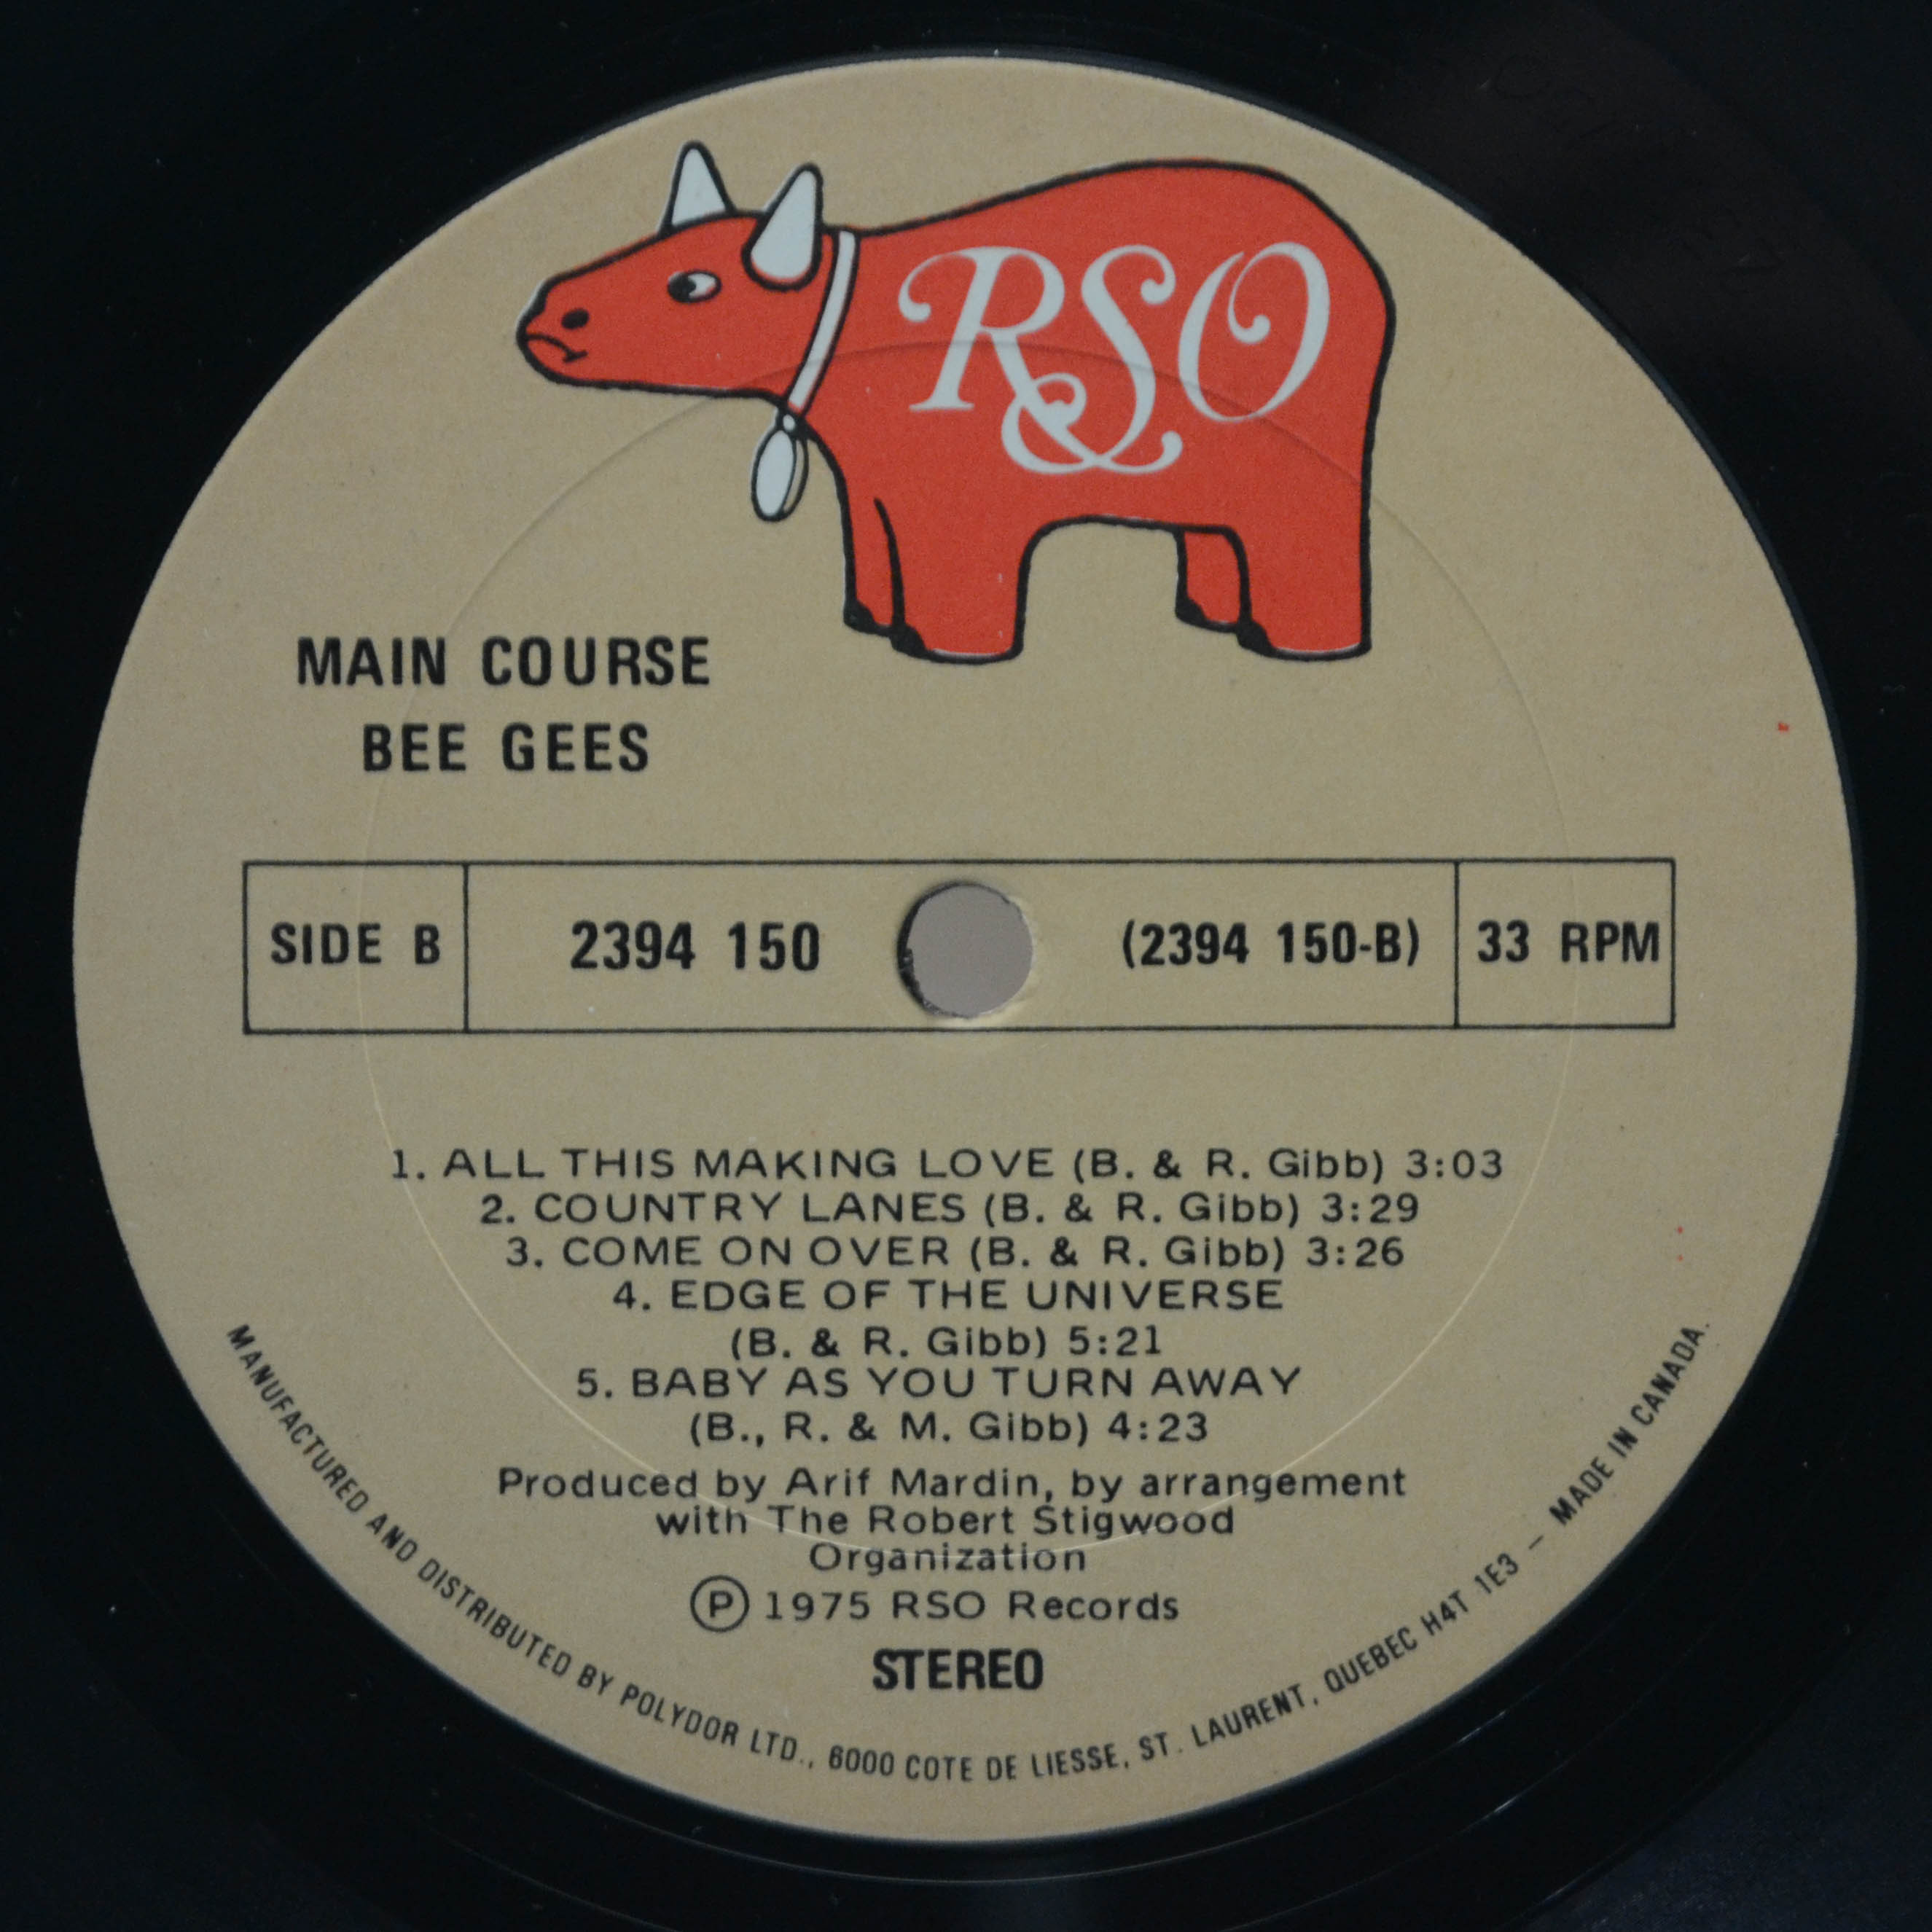 RSO
MAIN COURSE
BEE GEES
SIDE B 2394 150 (2394 150-B) 33 RPM
1. ALL THIS MAKING LOVE (B. & R. Gibb) 3:03
2. COUNTRY LANES (B. & R. Gibb) 3:29
3. COME ON OVER (B. & R. Gibb) 3:26
4. EDGE OF THE UNIVERSE
(B. & R. Gibb) 5:21
5. BABY AS YOU TURN AWAY
(B., R. & M. Gibb) 4:23
Produced by Arif Mardin, by arrangement
with The Robert Stigwood
Organization
Ⓟ 1975 RSO Records
STEREO
MANUFACTURED AND DISTRIBUTED BY POLYDOR LTD., 6000 COTE DE LIESSE, ST. LAURENT, QUEBEC H4T 1E3 – MADE IN CANADA.